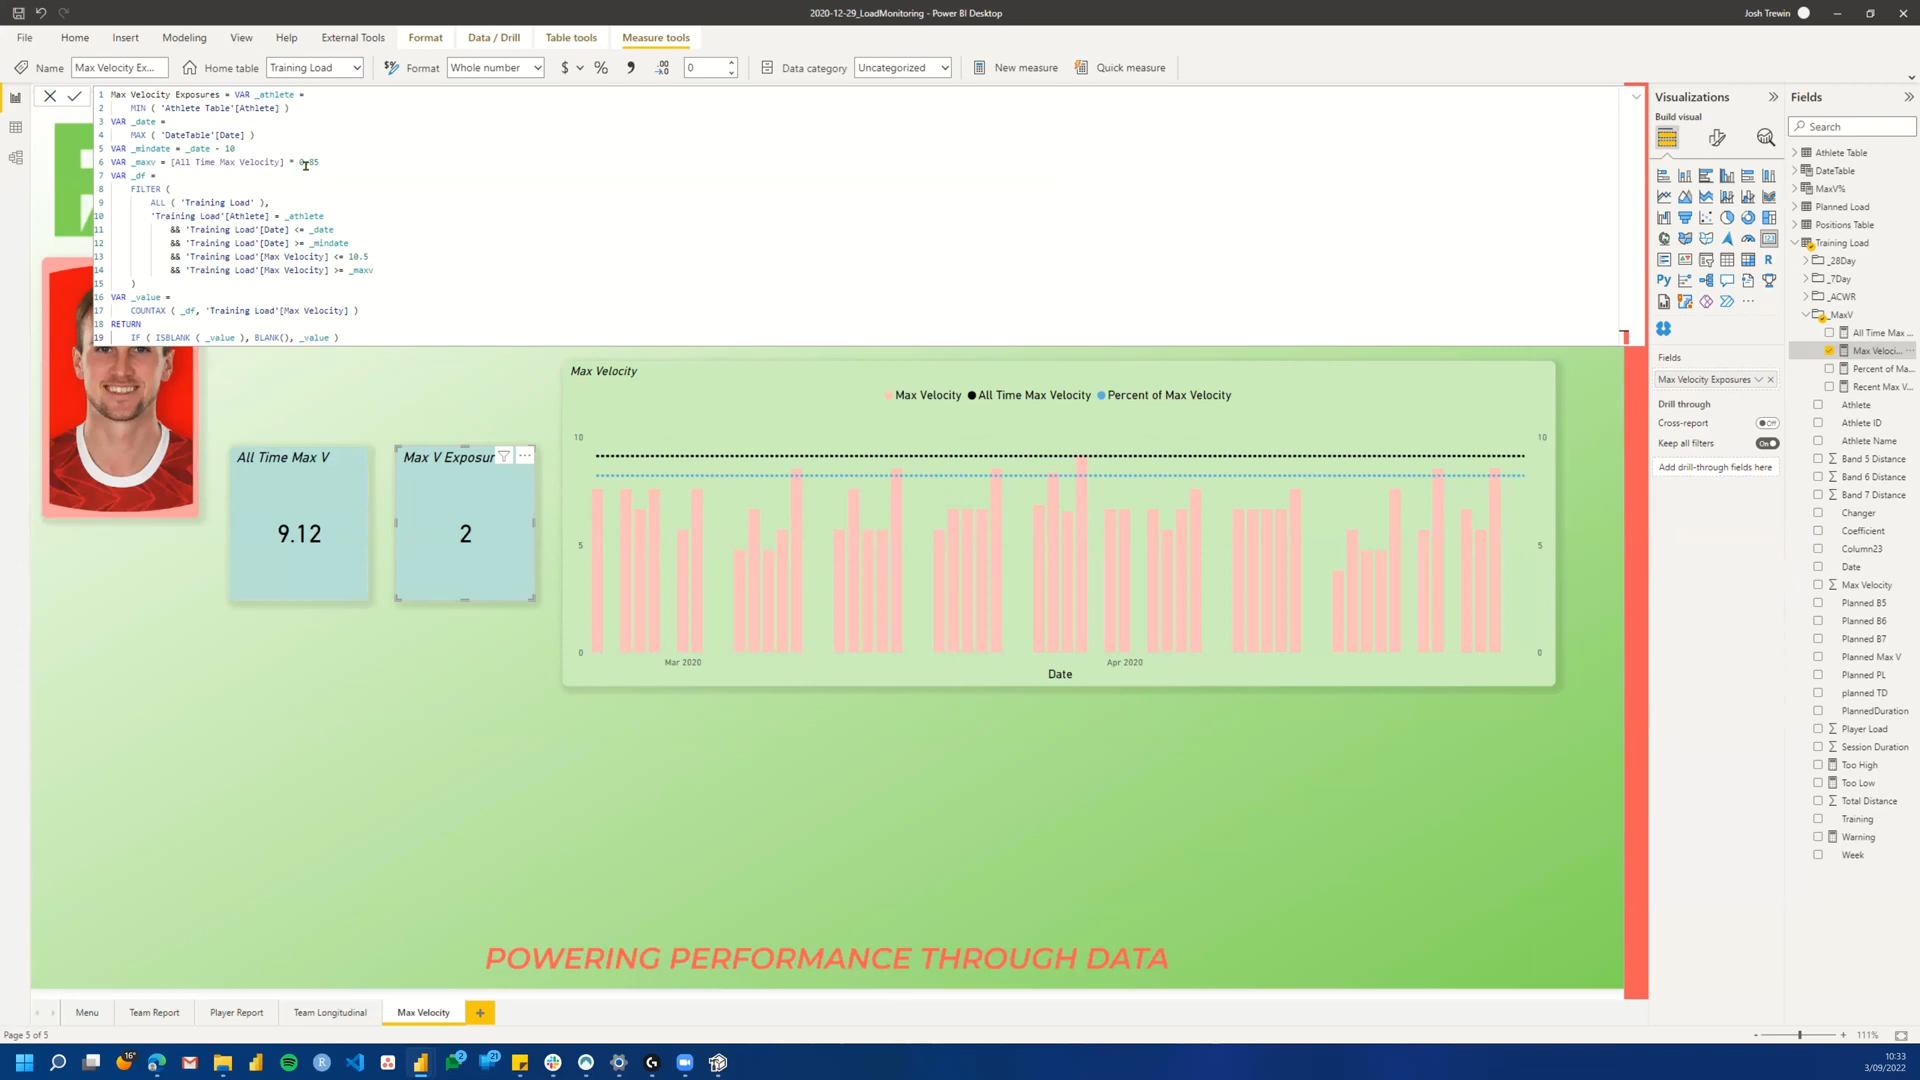 2020-12-29_LoadMonitoring - Power BI Desktop
Josh Trewin
File Home Insert Modeling View Help External Tools Format Data / Drill Table tools Measure tools
Name Max Velocity Ex... Home table Training Load Format Whole number $ % 0 Data category Uncategorized New measure Quick measure
1 Max Velocity Exposures = VAR _athlete =
2 MIN ( 'Athlete Table'[Athlete] )
3 VAR _date =
4 MAX ( 'DateTable'[Date] )
5 VAR _mindate = _date - 10
6 VAR _maxv = [All Time Max Velocity] * 0.85
7 VAR _df =
8 FILTER (
9 ALL ( 'Training Load' ),
10 'Training Load'[Athlete] = _athlete
11 && 'Training Load'[Date] <= _date
12 && 'Training Load'[Date] >= _mindate
13 && 'Training Load'[Max Velocity] <= 10.5
14 && 'Training Load'[Max Velocity] >= _maxv
15 )
16 VAR _value =
17 COUNTAX ( _df, 'Training Load'[Max Velocity] )
18 RETURN
19 IF ( ISBLANK ( _value ), BLANK(), _value )
All Time Max V
9.12
Max V Exposur
2
Max Velocity
Max Velocity All Time Max Velocity Percent of Max Velocity
10 10
5 5
0 0
Mar 2020 Apr 2020
Date
POWERING PERFORMANCE THROUGH DATA
Visualizations
Build visual
Py
R
Fields
Max Velocity Exposures
Drill through
Cross-report Off
Keep all filters On
Add drill-through fields here
Fields
Search
Athlete Table
DateTable
MaxV%
Planned Load
Positions Table
Training Load
_28Day
_7Day
_ACWR
_MaxV
All Time Max ...
Max Veloci...
Percent of Ma...
Recent Max V...
Athlete
Athlete ID
Athlete Name
Band 5 Distance
Band 6 Distance
Band 7 Distance
Changer
Coefficient
Column23
Date
Max Velocity
Planned B5
Planned B6
Planned B7
Planned Max V
Planned PL
planned TD
PlannedDuration
Player Load
Session Duration
Too High
Too Low
Total Distance
Training
Warning
Week
Menu Team Report Player Report Team Longitudinal Max Velocity +
Page 5 of 5
- + 111%
16°
2
21
10:33
3/09/2022